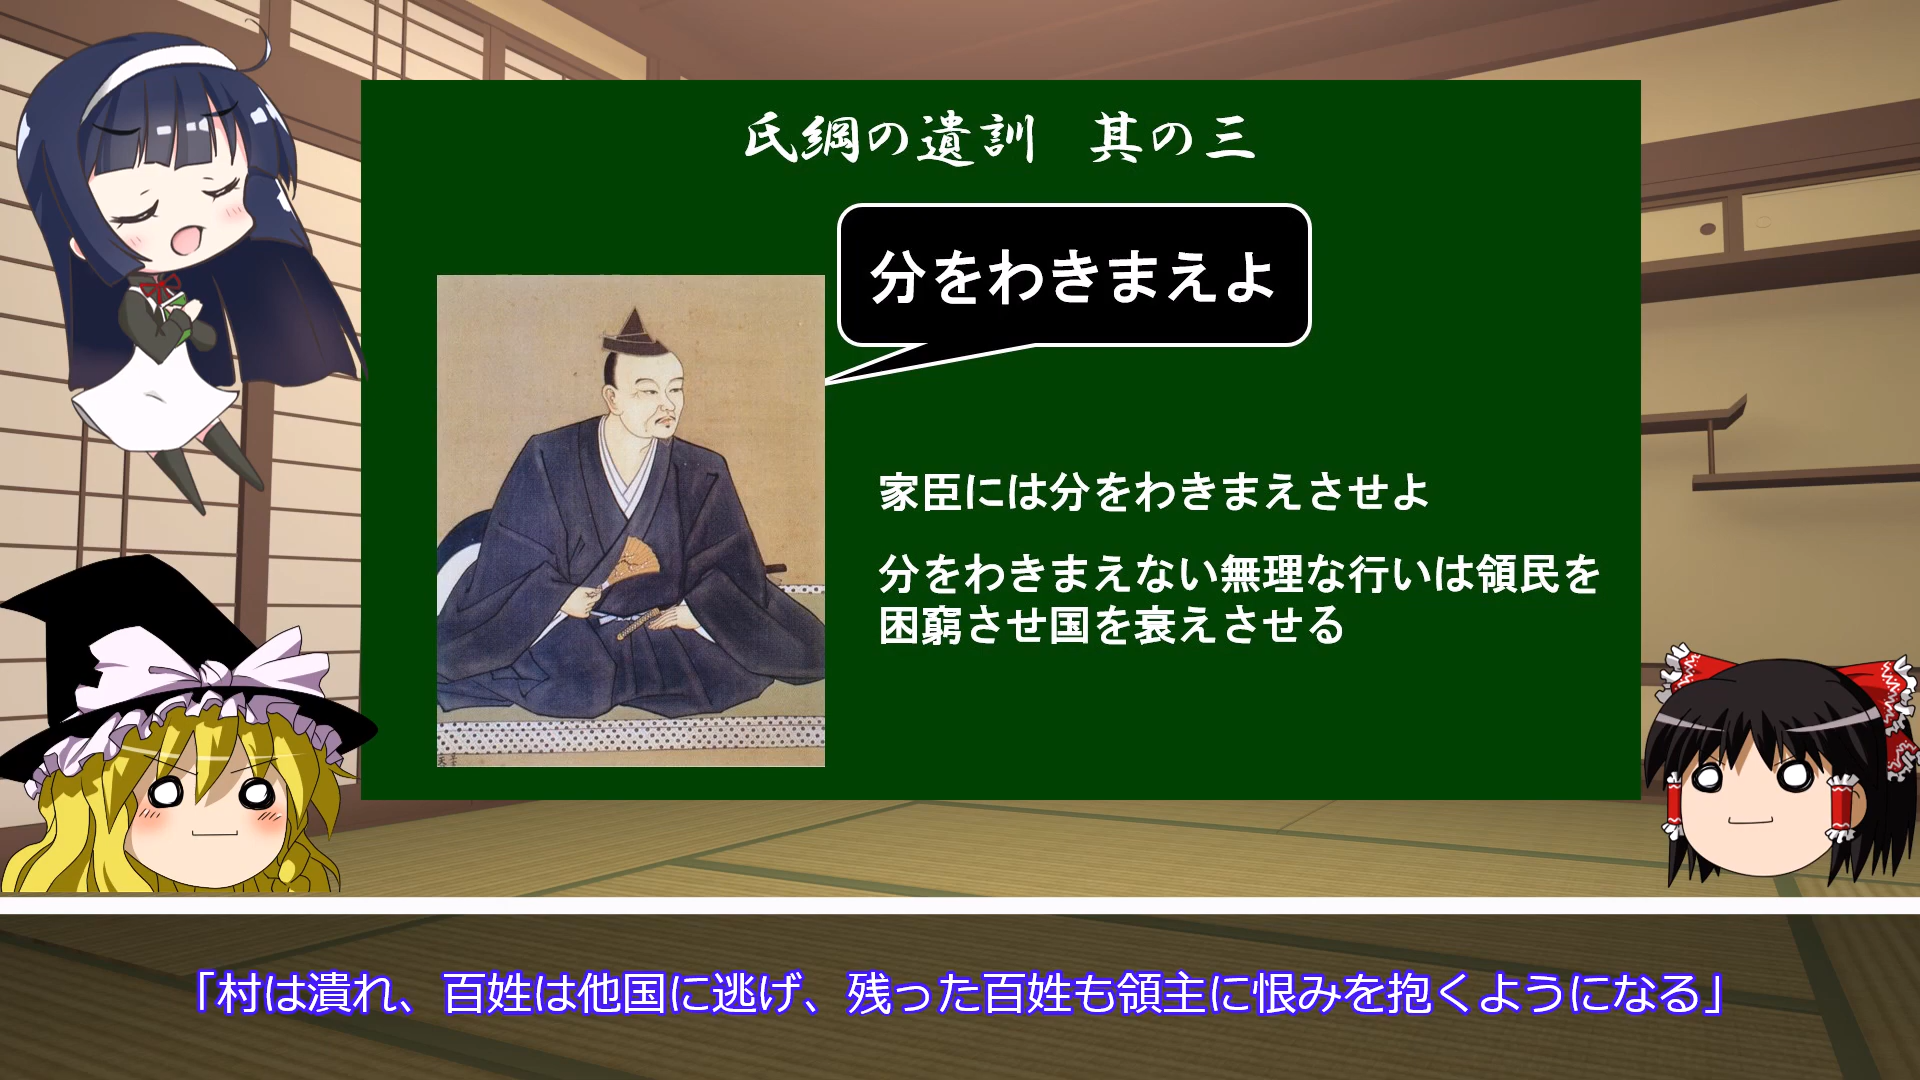 氏綱の遺訓　其の三
分をわきまえよ
家臣には分をわきまえさせよ
分をわきまえない無理な行いは領民を
困窮させ国を衰えさせる
「村は潰れ、百姓は他国に逃げ、残った百姓も領主に恨みを抱くようになる」